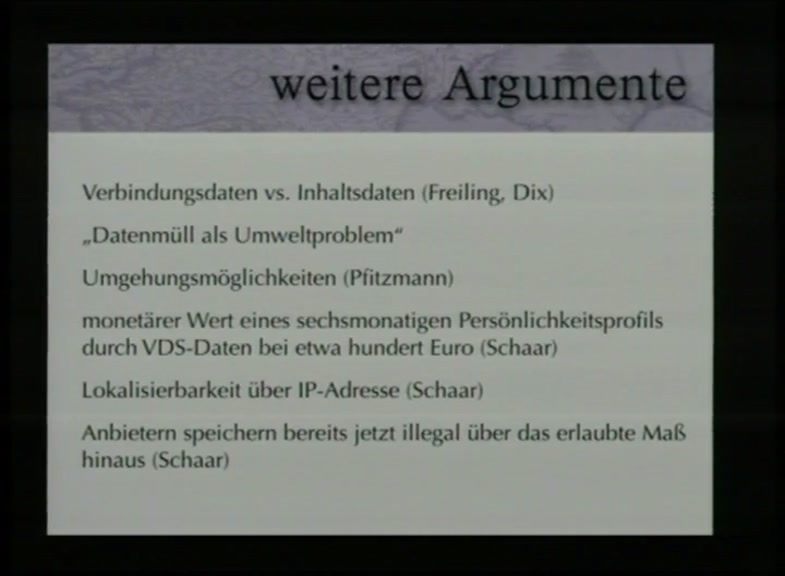 weitere Argumente
Verbindungsdaten vs. Inhaltsdaten (Freiling, Dix)
„Datenmüll als Umweltproblem“
Umgehungsmöglichkeiten (Pfitzmann)
monetärer Wert eines sechsmonatigen Persönlichkeitsprofils
durch VDS-Daten bei etwa hundert Euro (Schaar)
Lokalisierbarkeit über IP-Adresse (Schaar)
Anbietern speichern bereits jetzt illegal über das erlaubte Maß
hinaus (Schaar)